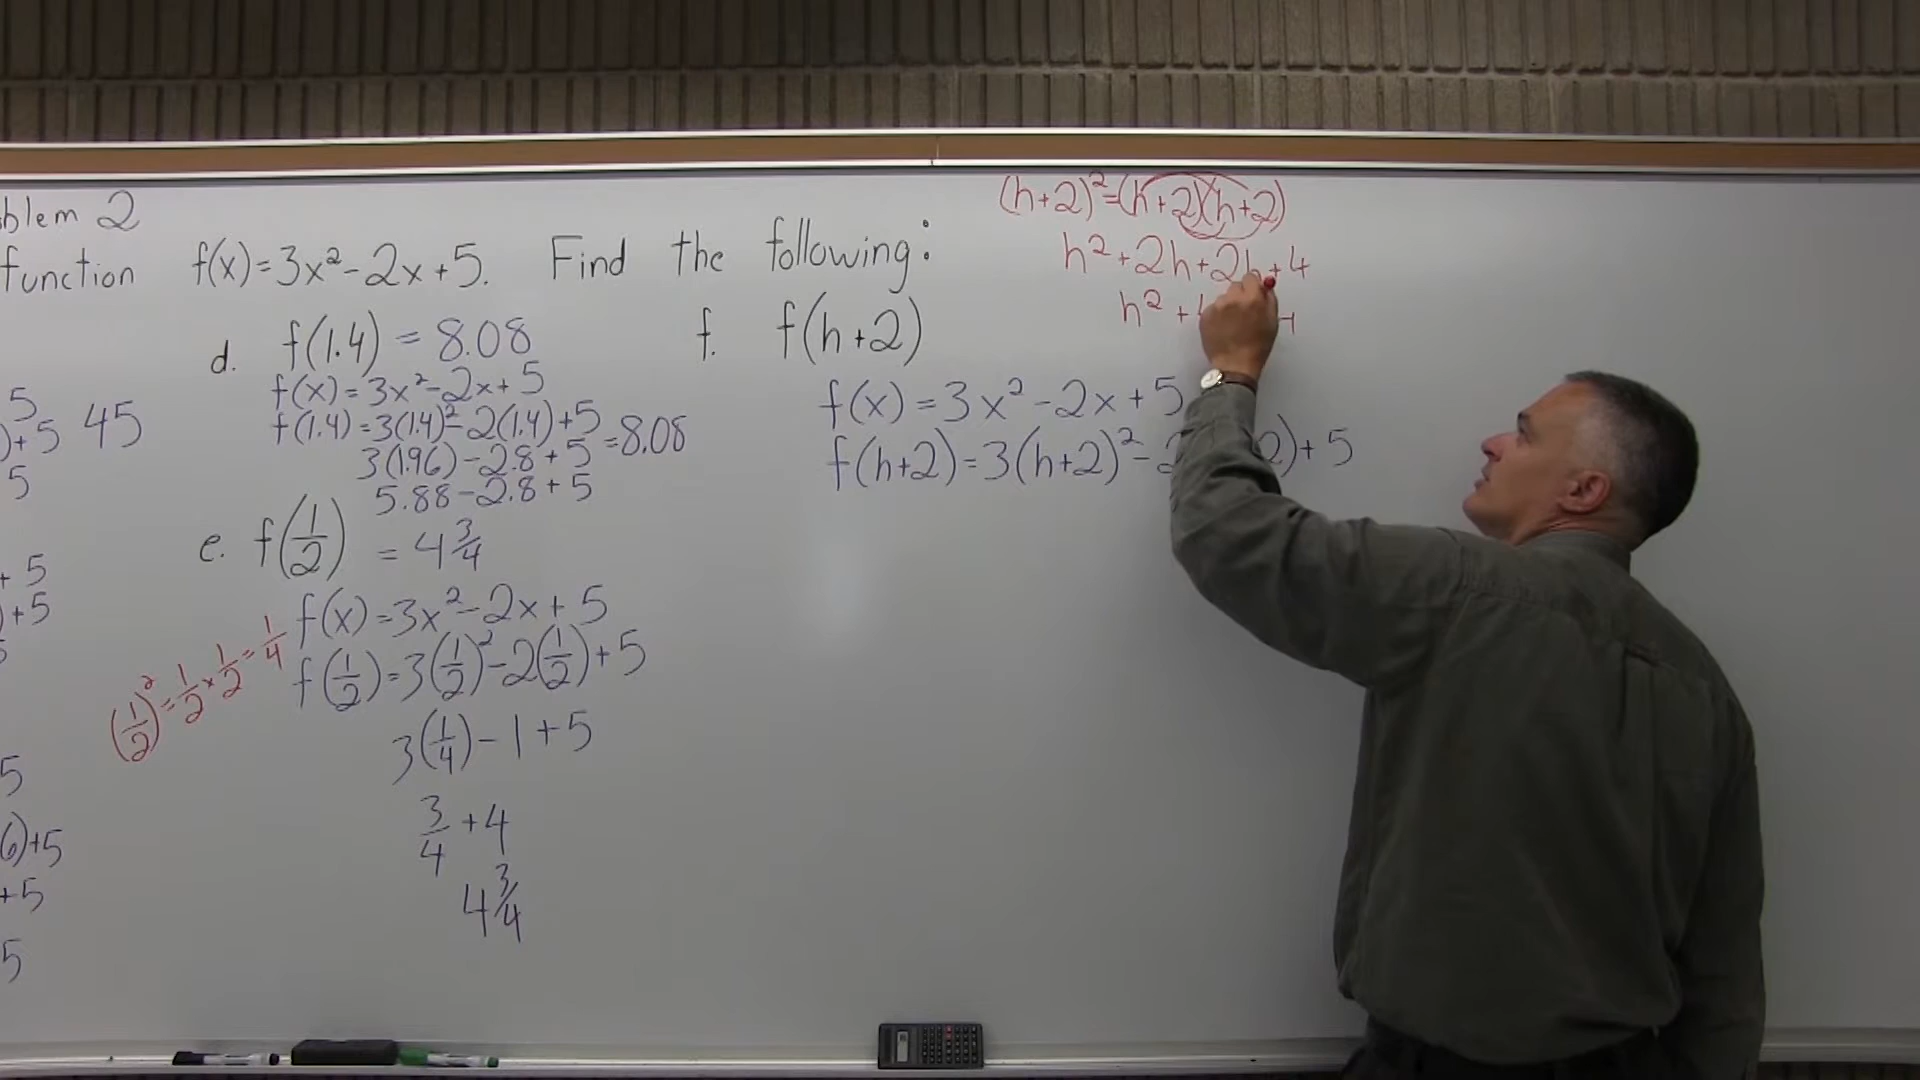 blem 2
function f(x)=3x²-2x+5. Find the following:
5
)+5 45
5
+ 5
)+5
5
6)+5
+5
5
d. f(1.4) = 8.08
f(x)=3x²-2x+5
f(1.4)=3(1.4)²-2(1.4)+5
=8.08
3(1.96)-2.8+5
5.88-2.8+5
e. f(1/2) = 4 3/4
f(x)=3x²-2x+5
(1/2)²=1/2×1/2=1/4
f(1/2)=3(1/2)²-2(1/2)+5
3(1/4)-1+5
3/4+4
4 3/4
f. f(h+2)
(h+2)²=(h+2)(h+2)
h²+2h+2h+4
h²+
f(x)=3x²-2x+5
f(h+2)=3(h+2)²- 2)+5